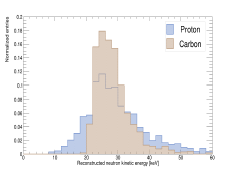 Normalized entries
0.2
0.18
0.16
0.14
0.12
0.1
0.08
0.06
0.04
0.02
Proton
Carbon
0 10 20 30 40 50 60
Reconstructed neutron kinetic energy [keV]